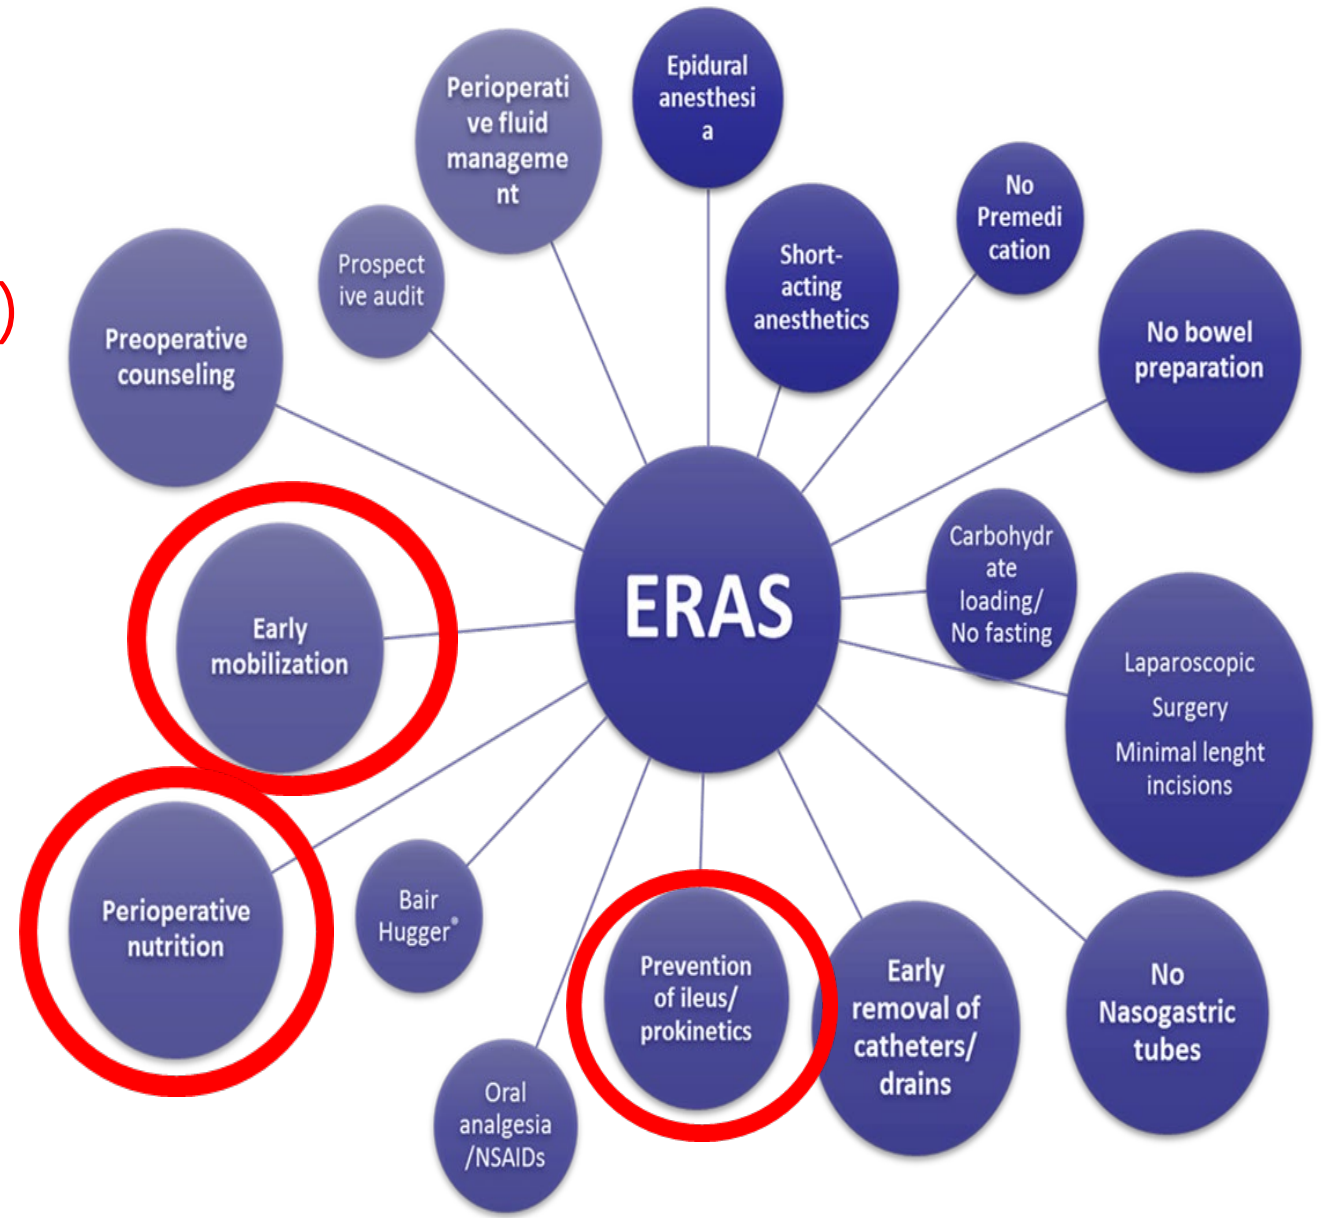 Epidural
anesthesi
a
Perioperati
ve fluid
manageme
nt
No
Premedi
cation
Prospect
ive audit
Short-
acting
anesthetics
Preoperative
counseling
No bowel
preparation
)
ERAS
Carbohydr
ate
loading/
No fasting
Early
mobilization
Laparoscopic
Surgery
Minimal lenght
incisions
Perioperative
nutrition
Bair
Hugger®
Prevention
of ileus/
prokinetics
Early
removal of
catheters/
drains
No
Nasogastric
tubes
Oral
analgesia
/NSAIDs